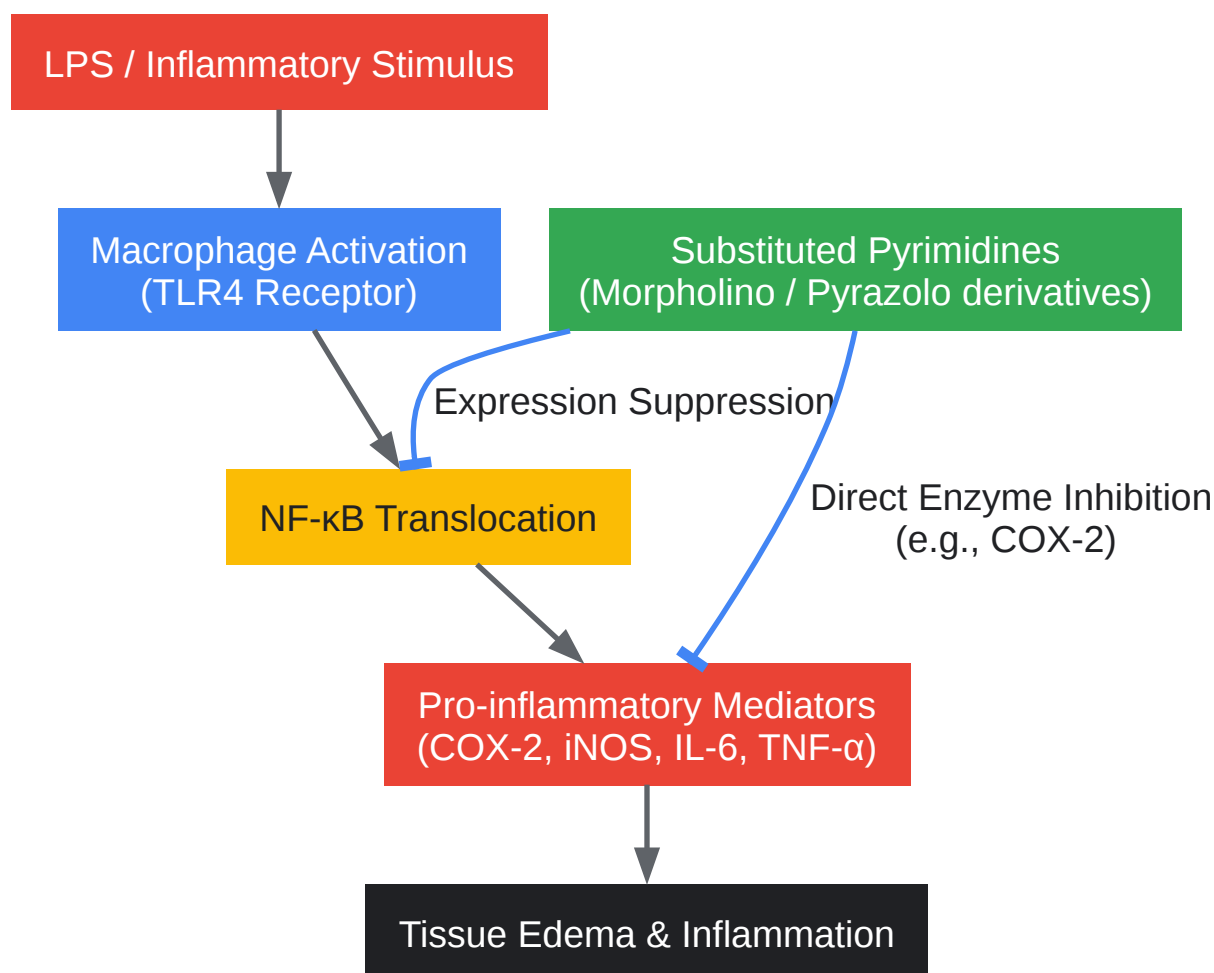 LPS / Inflammatory Stimulus
Macrophage Activation
(TLR4 Receptor)
Substituted Pyrimidines
(Morpholino / Pyrazolo derivatives)
Expression Suppression
Direct Enzyme Inhibition
(e.g., COX-2)
NF-κB Translocation
Pro-inflammatory Mediators
(COX-2, iNOS, IL-6, TNF-α)
Tissue Edema & Inflammation